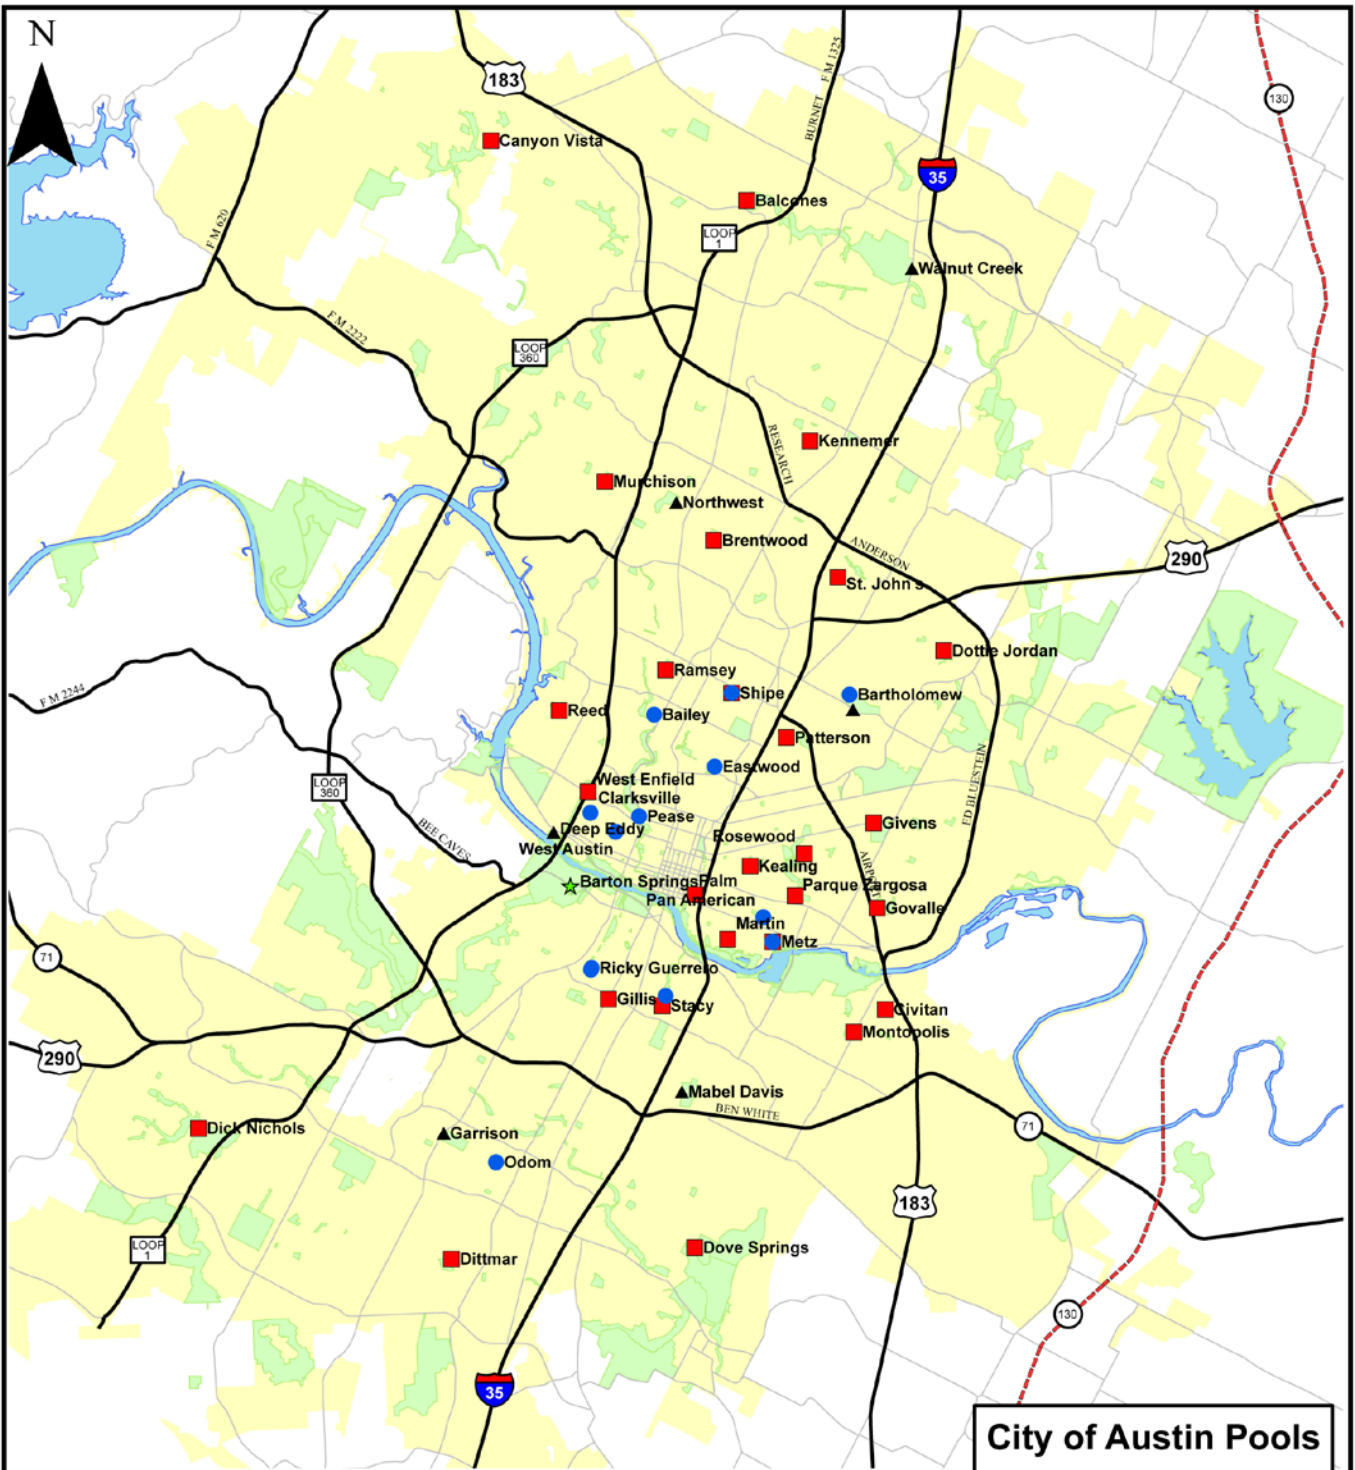 N
183
BURNET
F M 1325
130
35
Canyon Vista
Balcones
LOOP
1
F M 620
Walnut Creek
F M 2222
LOOP
360
RESEARCH
Kennemer
Murchison
Northwest
Brentwood
ANDERSON
290
St. John's
Dottie Jordan
Ramsey
Shipe
Bartholomew
F M 2244
Reed
Bailey
Patterson
ED BLUESTEIN
Eastwood
LOOP
360
West Enfield
Clarksville
Pease
BEE CAVES
Deep Eddy
West Austin
Rosewood
Givens
AIRPORT
Kealing
Barton Springs
Palm
Parque Zargosa
Pan American
Govalle
Martin
Metz
71
Ricky Guerrero
Gillis
Stacy
Civitan
Montopolis
290
Mabel Davis
BEN WHITE
Dick Nichols
Garrison
71
Odom
183
LOOP
1
Dove Springs
Dittmar
130
35
City of Austin Pools